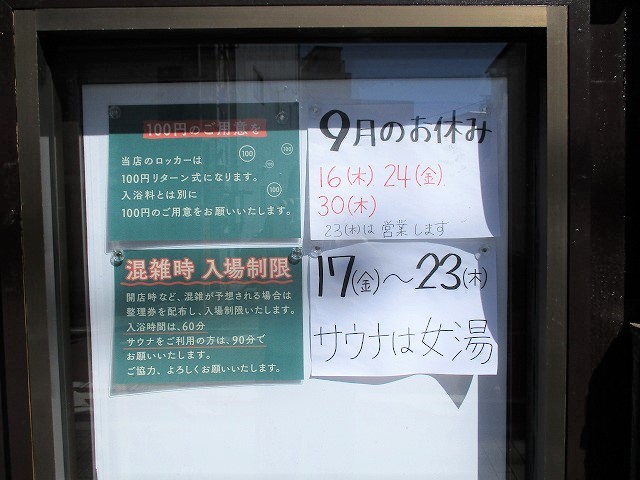 100円のご用意を
当店のロッカーは
100円リターン式になります。
入浴料とは別に
100円のご用意をお願いいたします。
100
100
100
100
9月のお休み
16(木) 24(金)
30(木)
23(木)は営業します
混雑時 入場制限
開店時など、混雑が予想される場合は
整理券を配布し、入場制限いたします。
入浴時間は、60分
サウナをご利用の方は、90分で
お願いいたします。
ご協力、よろしくお願いいたします。
17(金)～23(木)
サウナは女湯